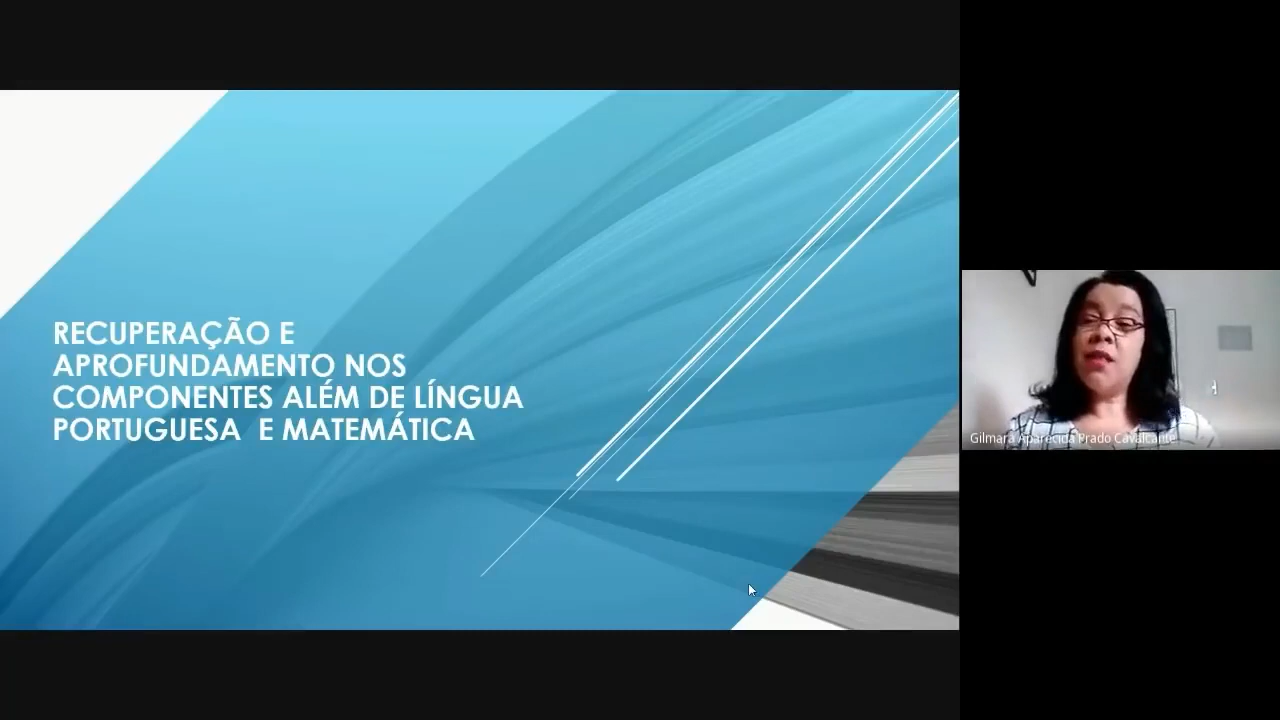 RECUPERAÇÃO E
APROFUNDAMENTO NOS
COMPONENTES ALÉM DE LÍNGUA
PORTUGUESA  E MATEMÁTICA
Gilmara Aparecida Prado Cavalcante